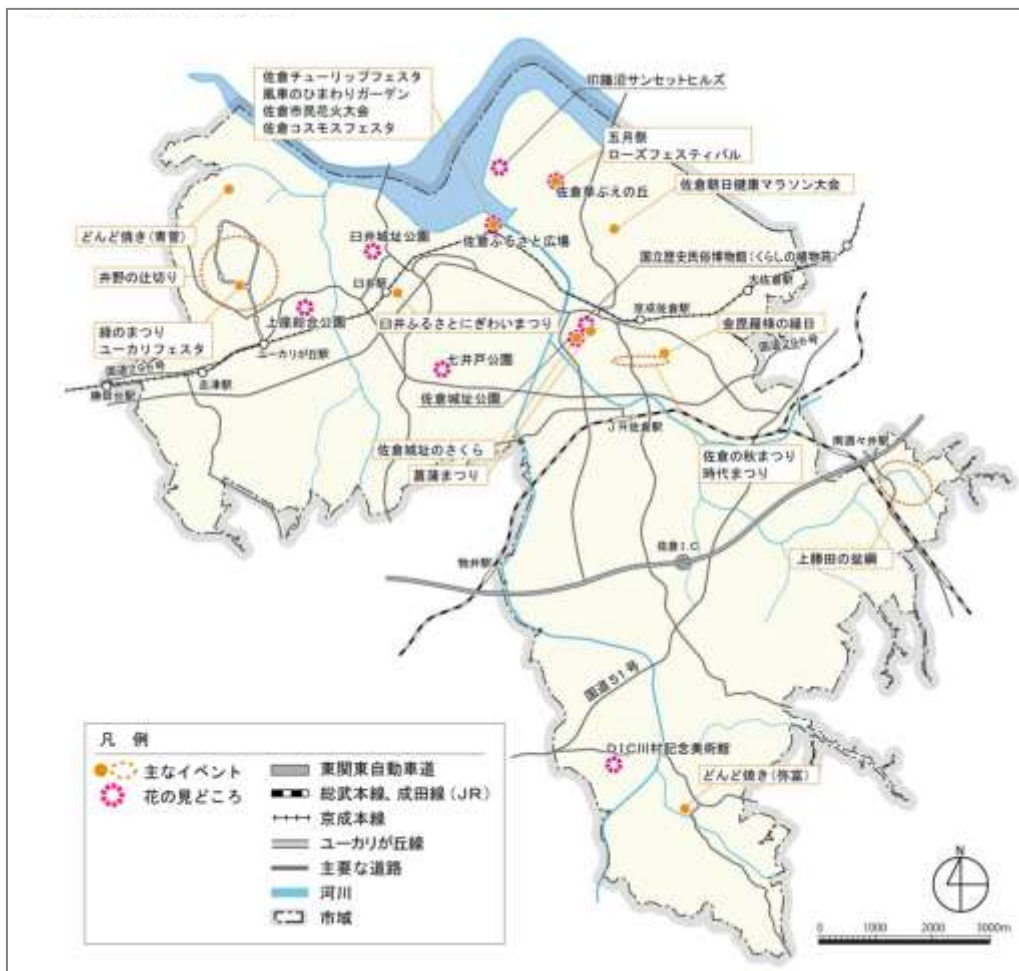 佐倉チューリップフェスタ
風車のひまわりガーデン
佐倉市民花火大会
佐倉コスモスフェスタ
印旛沼サンセットヒルズ
五月祭
ローズフェスティバル
佐倉草ぶえの丘
佐倉朝日健康マラソン大会
どんど焼き(青菅)
臼井城址公園
佐倉ふるさと広場
国立歴史民俗博物館(くらしの植物苑)
井野の辻切り
臼井駅
大佐倉駅
京成佐倉駅
上座総合公園
臼井ふるさとにぎわいまつり
金毘羅様の縁日
緑のまつり
ユーカリフェスタ
ユーカリが丘駅
国道296号
国道296号
志津駅
勝田台駅
七井戸公園
佐倉城址公園
JR佐倉駅
南酒々井駅
佐倉城址のさくら
菖蒲まつり
佐倉の秋まつり
時代まつり
佐倉I.C.
上勝田の盆綱
物井駅
国道51号
DIC川村記念美術館
どんど焼き(弥富)
凡 例
主なイベント
花の見どころ
東関東自動車道
総武本線、成田線(JR)
京成本線
ユーカリが丘線
主要な道路
河川
市域
N
0 1000 2000 3000m